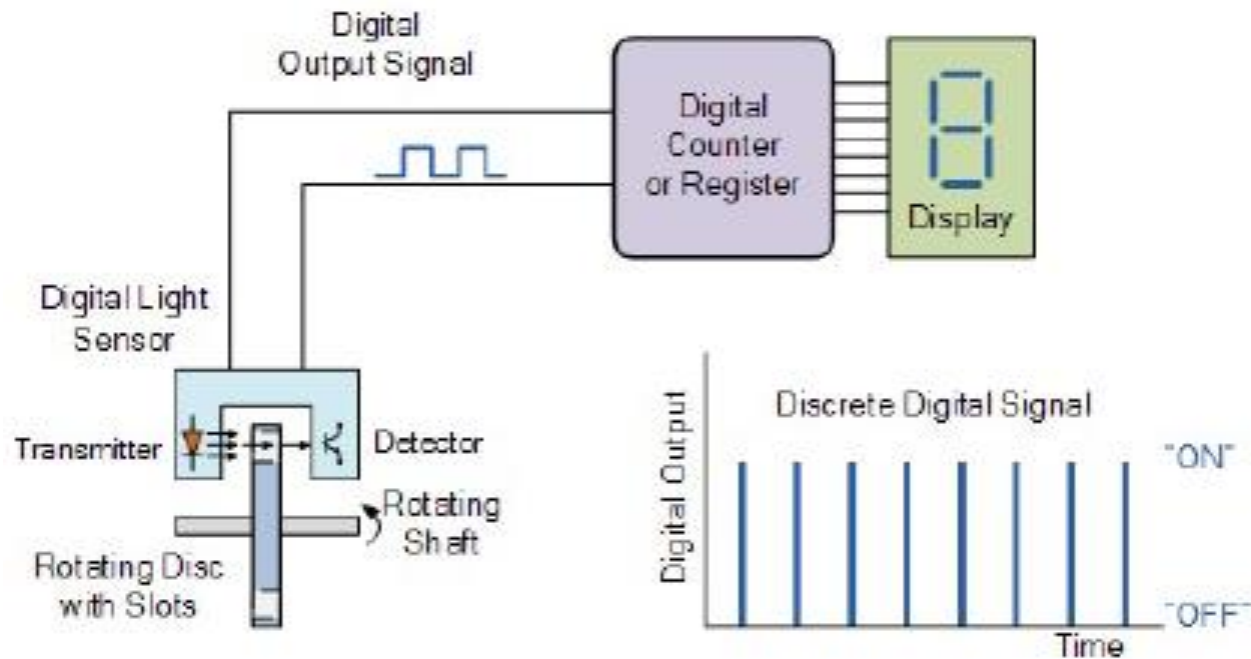 Digital
Output Signal
Digital
Counter
or Register
Display
Digital Light
Sensor
Transmitter
Detector
Rotating
Shaft
Rotating Disc
with Slots
Digital Output
Discrete Digital Signal
"ON"
"OFF"
Time